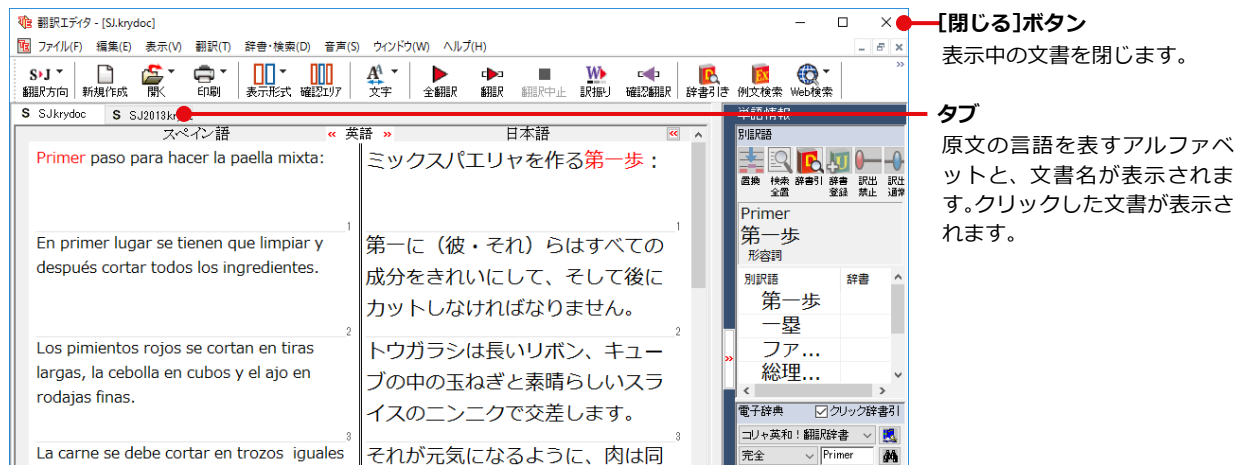 翻訳エディタ - [SJ.krydoc]
ファイル(F) 編集(E) 表示(V) 翻訳(T) 辞書・検索(D) 音声(S) ウィンドウ(W) ヘルプ(H)
S▸J
翻訳方向 新規作成 開く 印刷 表示形式 確認エリア 文字 全翻訳 翻訳 翻訳中止 訳振り 確認翻訳 辞書引き 例文検索 Web検索
S SJ.krydoc S SJ2013.kr
スペイン語 « 英語 » 日本語 «
Primer paso para hacer la paella mixta:
1
En primer lugar se tienen que limpiar y
después cortar todos los ingredientes.
2
Los pimientos rojos se cortan en tiras
largas, la cebolla en cubos y el ajo en
rodajas finas.
3
La carne se debe cortar en trozos iguales
ミックスパエリャを作る第一歩：
1
第一に（彼・それ）らはすべての
成分をきれいにして、そして後に
カットしなければなりません。
2
トウガラシは長いリボン、キュー
ブの中の玉ねぎと素晴らしいスラ
イスのニンニクで交差します。
3
それが元気になるように、肉は同
単語情報
別訳語
置換 検索全置 辞書引 辞書登録 訳出禁止 訳出通常
Primer
第一歩
形容詞
別訳語 辞書
第一歩
一塁
ファ...
総理...
電子辞典 クリック辞書引
コリャ英和！翻訳辞書
完全 Primer
[閉じる]ボタン
表示中の文書を閉じます。
タブ
原文の言語を表すアルファベ
ットと、文書名が表示されま
す。クリックした文書が表示さ
れます。